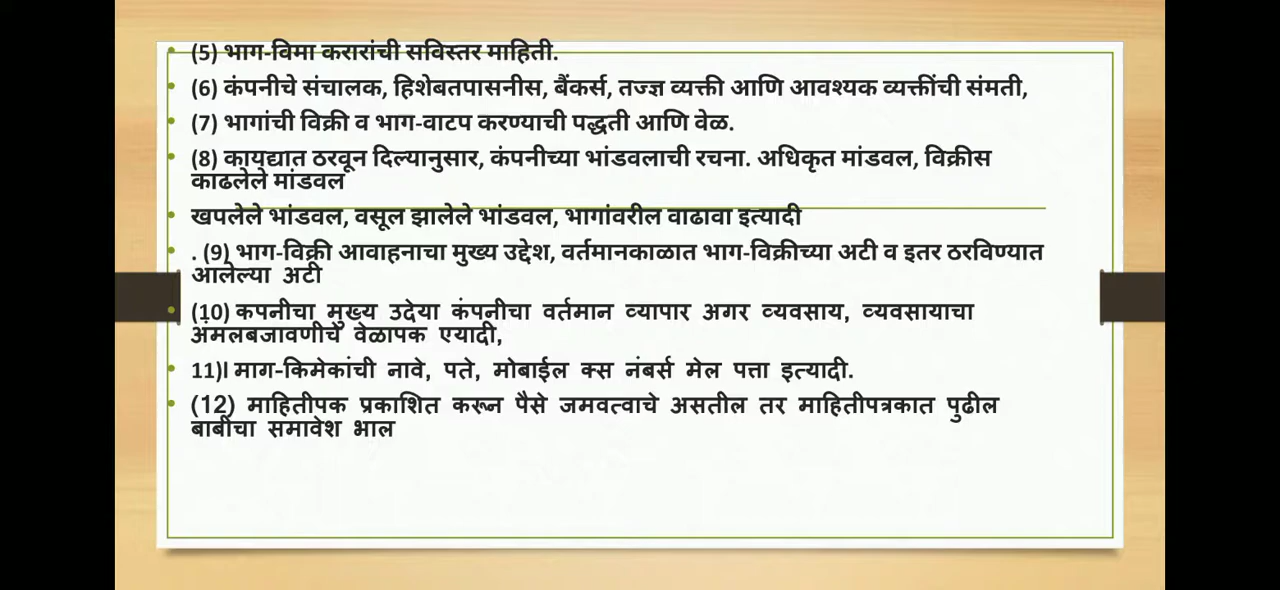 (5) भाग-विमा करारांची सविस्तर माहिती.
(6) कंपनीचे संचालक, हिशेबतपासनीस, बैंकर्स, तज्ज्ञ व्यक्ती आणि आवश्यक व्यक्तींची संमती,
(7) भागांची विक्री व भाग-वाटप करण्याची पद्धती आणि वेळ.
(8) कायद्यात ठरवून दिल्यानुसार, कंपनीच्या भांडवलाची रचना. अधिकृत मांडवल, विक्रीस
काढलेले मांडवल
खपलेले भांडवल, वसूल झालेले भांडवल, भागांवरील वाढावा इत्यादी
. (9) भाग-विक्री आवाहनाचा मुख्य उद्देश, वर्तमानकाळात भाग-विक्रीच्या अटी व इतर ठरविण्यात
आलेल्या अटी
(10) कपनीचा मुख्य उदेया कंपनीचा वर्तमान व्यापार अगर व्यवसाय, व्यवसायाचा
अंमलबजावणीचे वेळापक एयादी,
11)। माग-किमेकांची नावे, पते, मोबाईल क्स नंबर्स मेल पत्ता इत्यादी.
(12) माहितीपक प्रकाशित करून पैसे जमवत्वाचे असतील तर माहितीपत्रकात पुढील
बाबींचा समावेश भाल